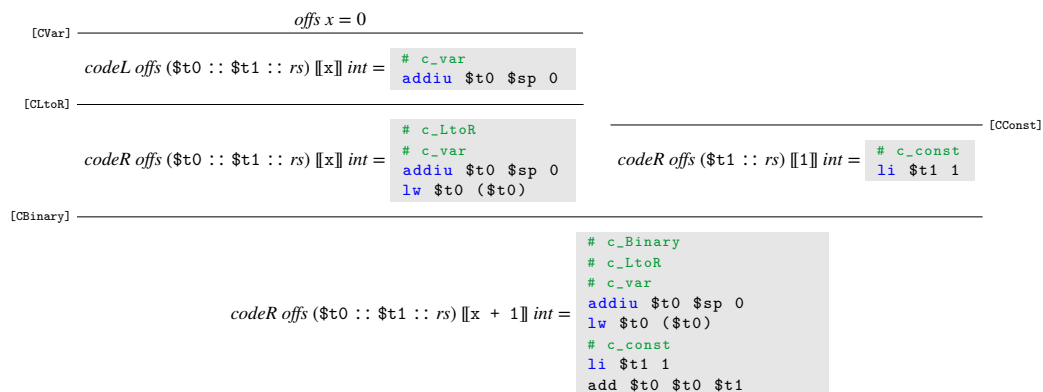 offs x = 0
[CVar]
codeL offs ($t0 :: $t1 :: rs) ⟦x⟧ int =
# c_var
addiu $t0 $sp 0
[CLtoR]
codeR offs ($t0 :: $t1 :: rs) ⟦x⟧ int =
# c_LtoR
# c_var
addiu $t0 $sp 0
lw $t0 ($t0)
[CConst]
codeR offs ($t1 :: rs) ⟦1⟧ int =
# c_const
li $t1 1
[CBinary]
codeR offs ($t0 :: $t1 :: rs) ⟦x + 1⟧ int =
# c_Binary
# c_LtoR
# c_var
addiu $t0 $sp 0
lw $t0 ($t0)
# c_const
li $t1 1
add $t0 $t0 $t1